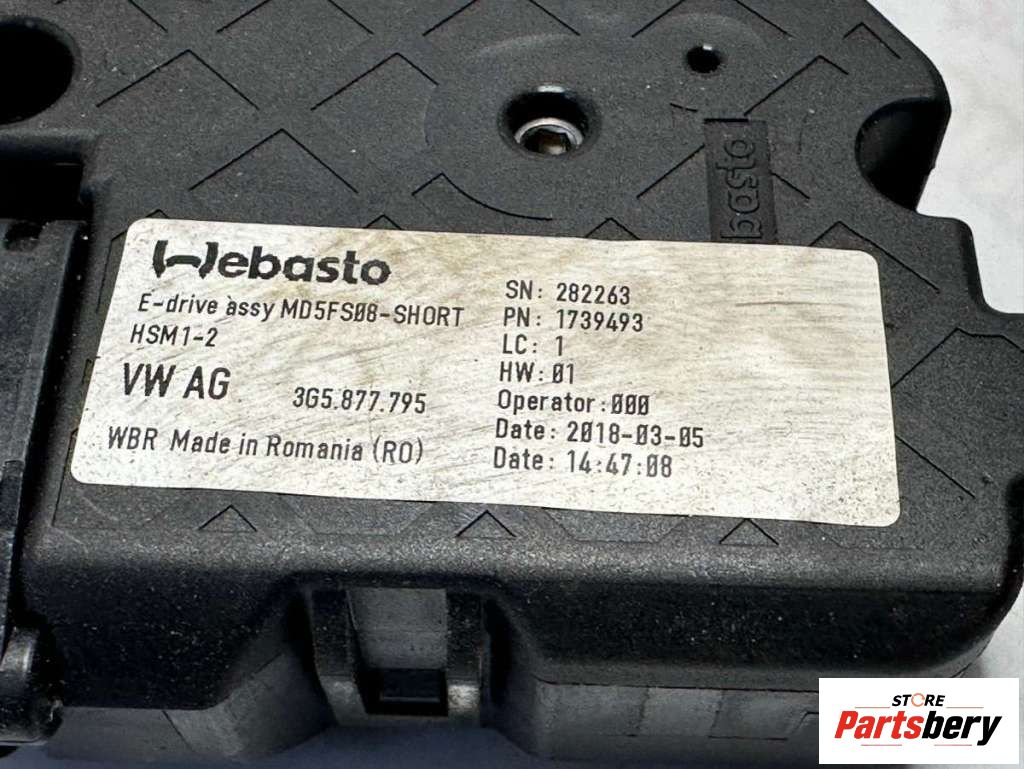 Webasto
E-drive assy MD5FS08-SHORT
HSM1-2
VW AG 3G5.877.795
WBR Made in Romania (RO)
SN: 282263
PN: 1739493
LC: 1
HW: 01
Operator: 000
Date: 2018-03-05
Date: 14:47:08
STORE
Partsbery